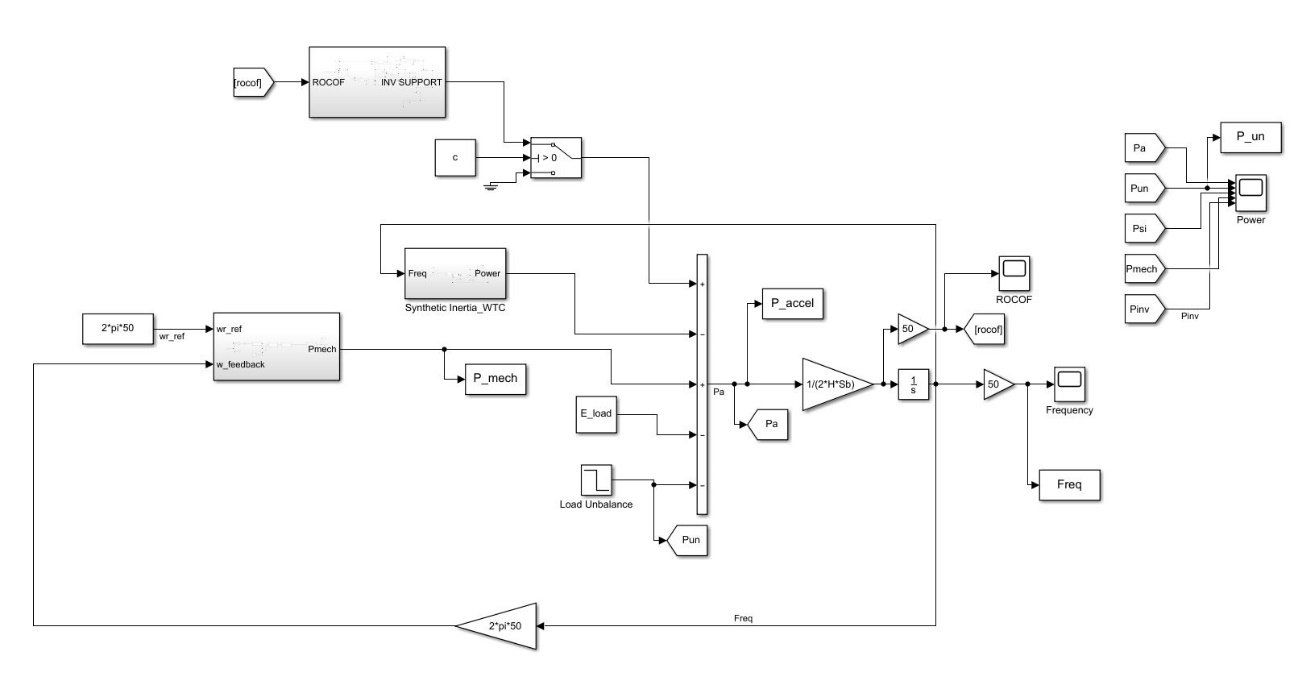 [rocof]
ROCOF
INV SUPPORT
c
> 0
Freq
Power
Synthetic Inertia_WTC
2*pi*50
wr_ref
wr_ref
w_feedback
Pmech
P_mech
E_load
Load Unbalance
Pun
+
−
+
−
−
Pa
P_accel
Pa
1/(2*H*Sb)
50
[rocof]
ROCOF
1
s
50
Frequency
Freq
2*pi*50
Freq
Pa
Pun
Psi
Pmech
Pinv
Pinv
P_un
Power